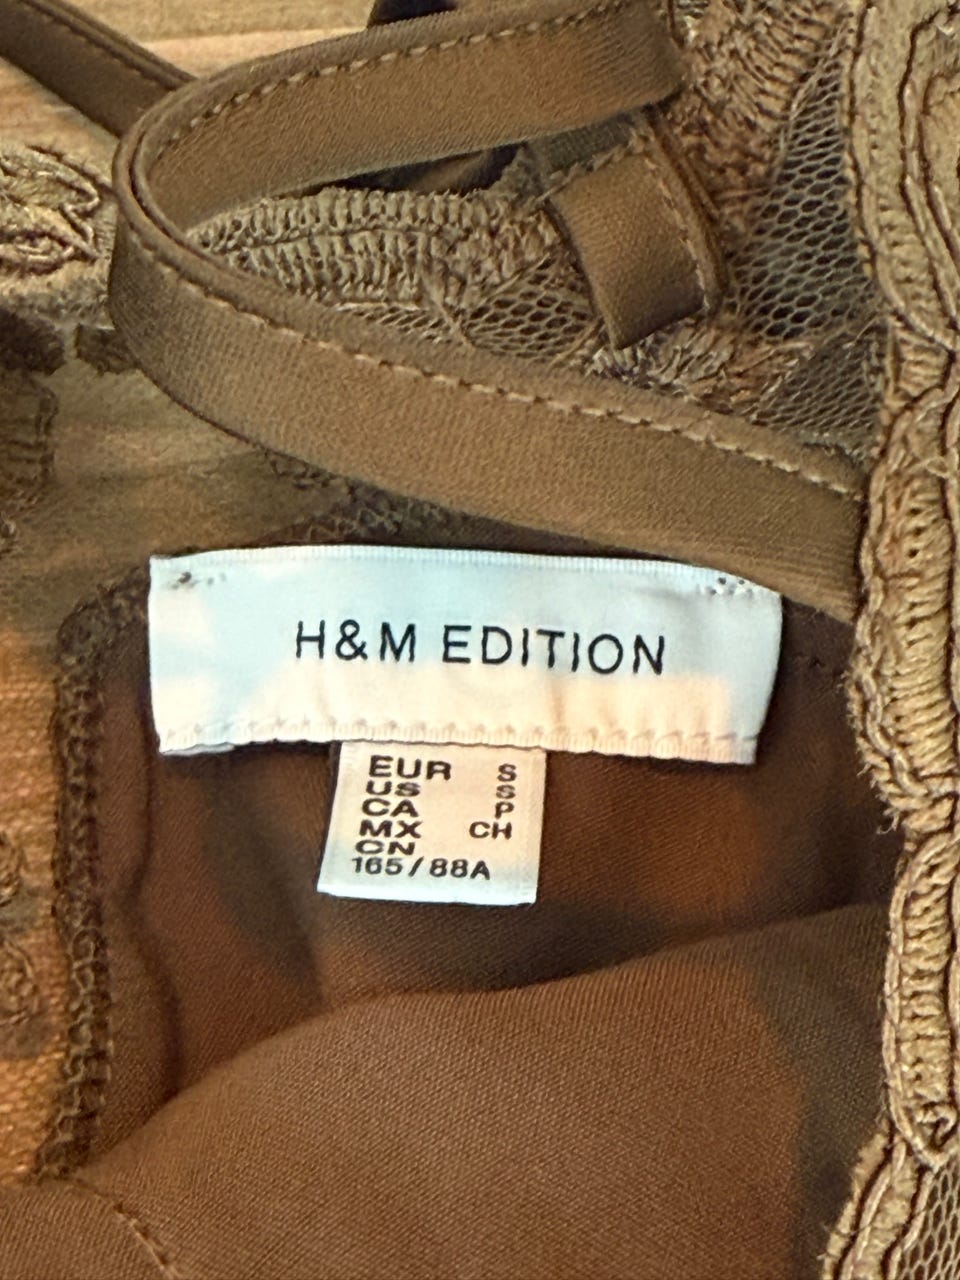 H&M EDITION
EUR S
US S
CA P
MX CH
CN
165/88A